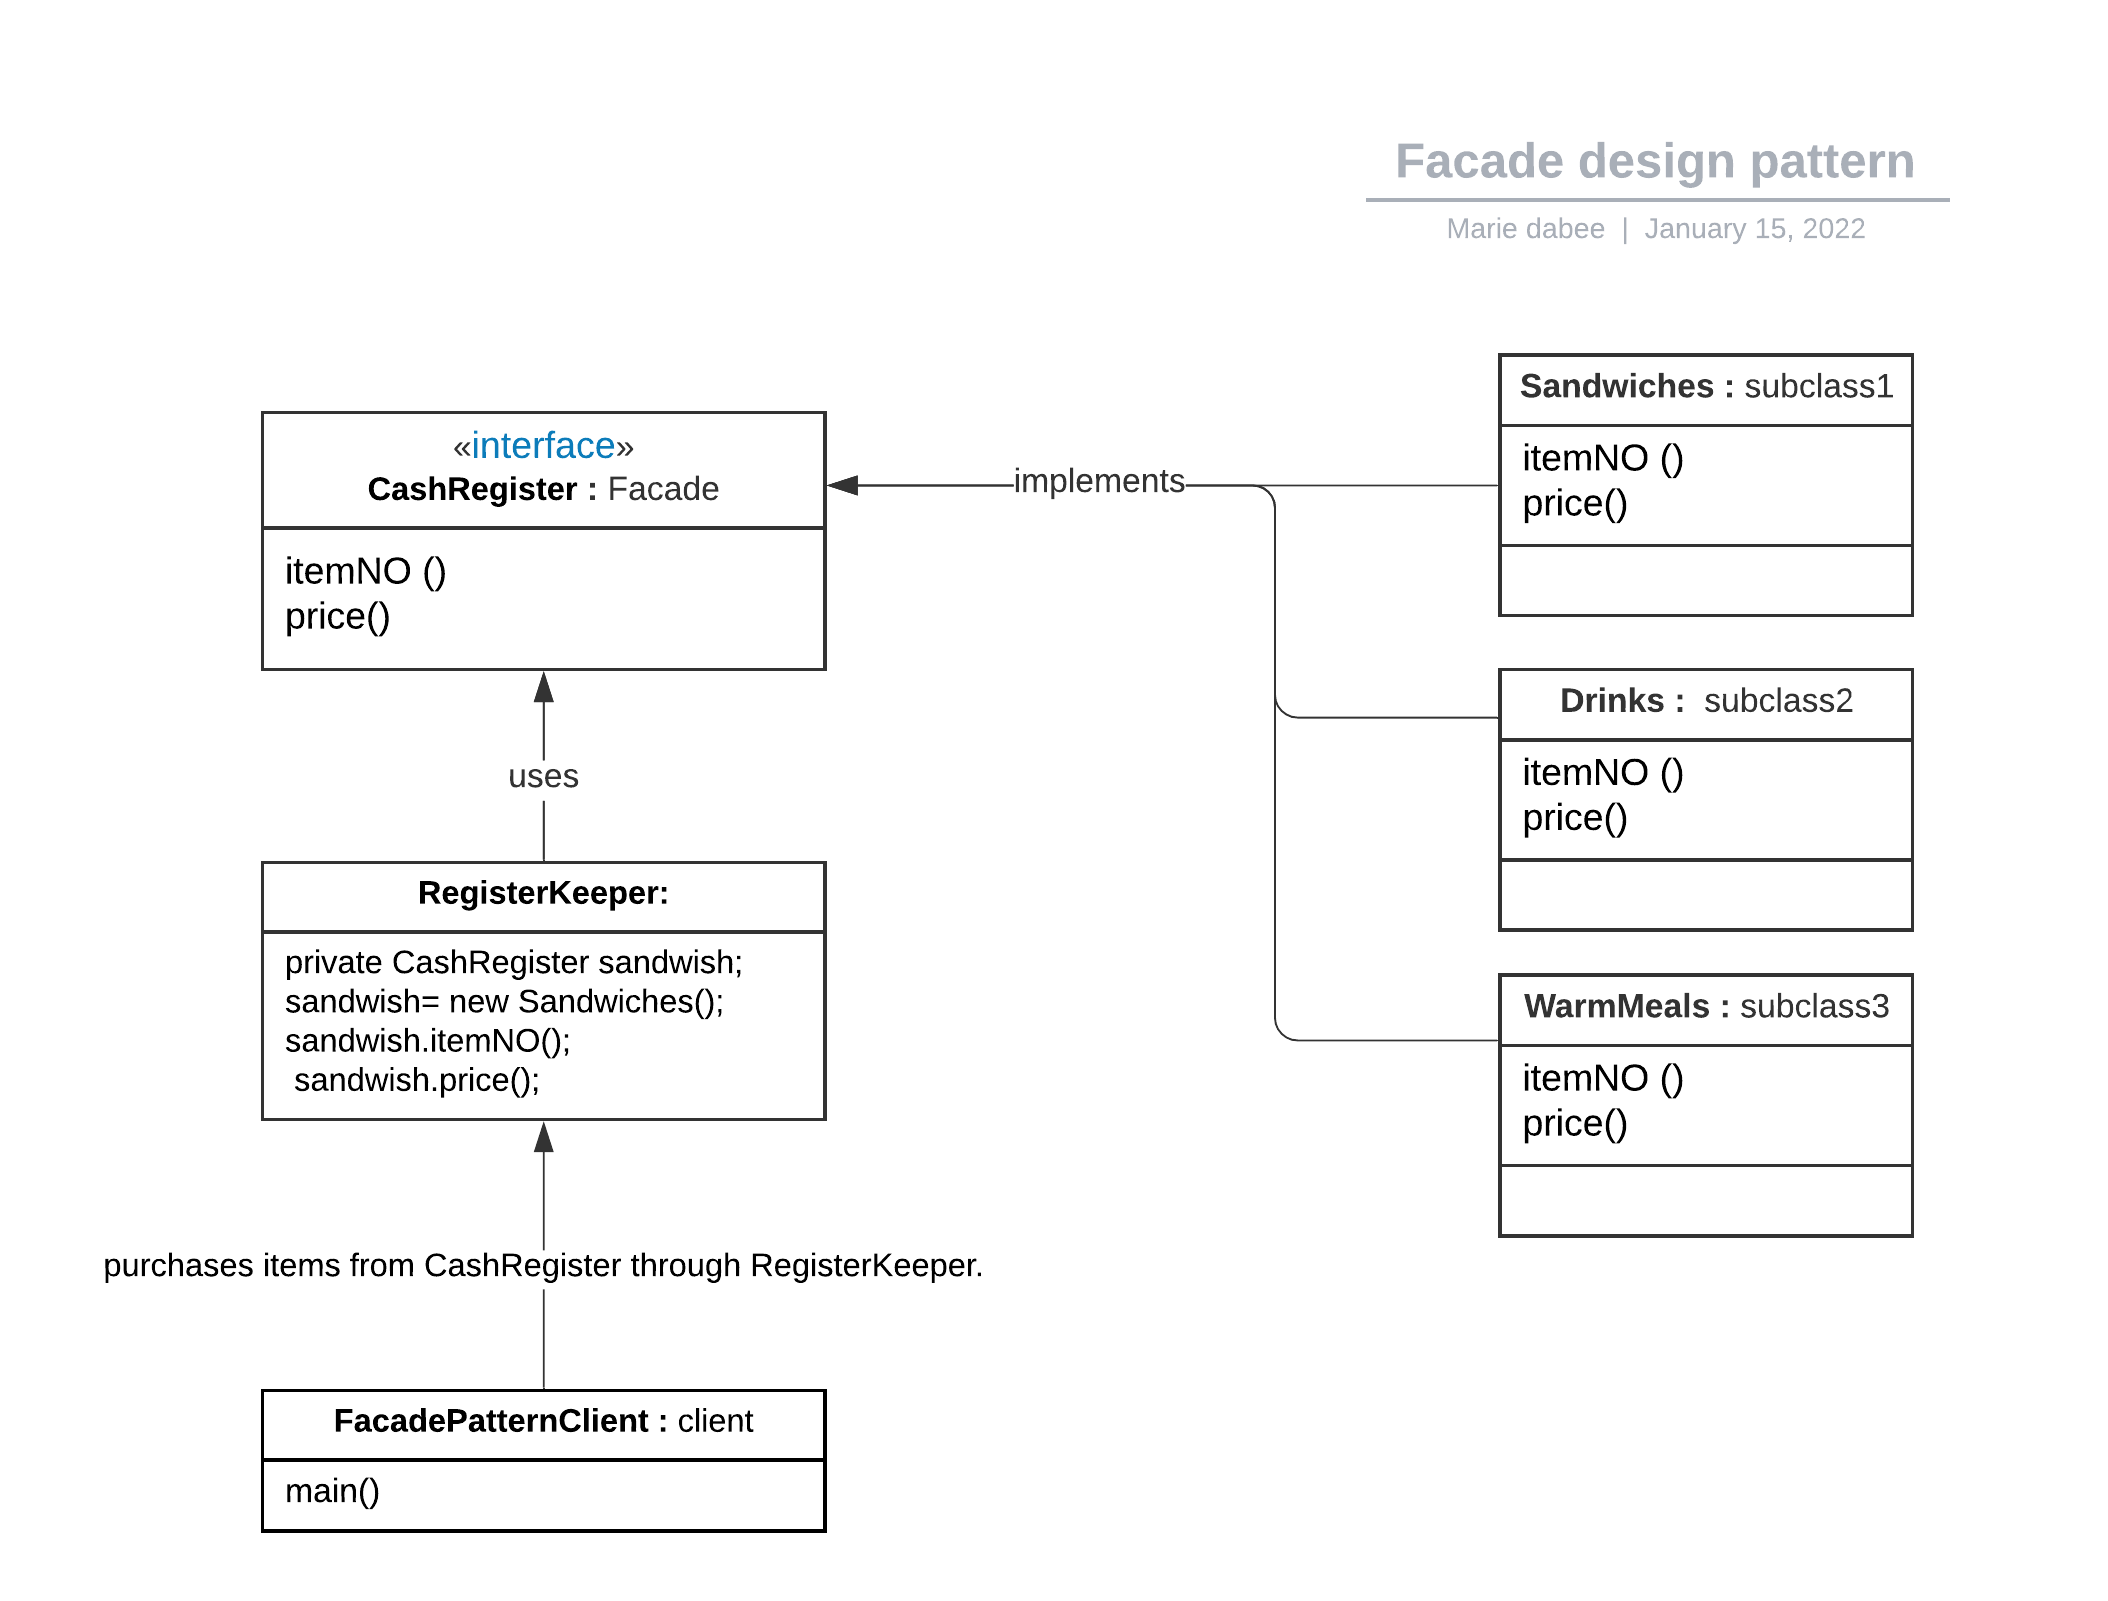 Facade design pattern
Marie dabee | January 15, 2022
«interface»
CashRegister : Facade
itemNO ()
price()
implements
Sandwiches : subclass1
itemNO ()
price()
Drinks : subclass2
itemNO ()
price()
WarmMeals : subclass3
itemNO ()
price()
uses
RegisterKeeper:
private CashRegister sandwish;
sandwish= new Sandwiches();
sandwish.itemNO();
sandwish.price();
purchases items from CashRegister through RegisterKeeper.
FacadePatternClient : client
main()